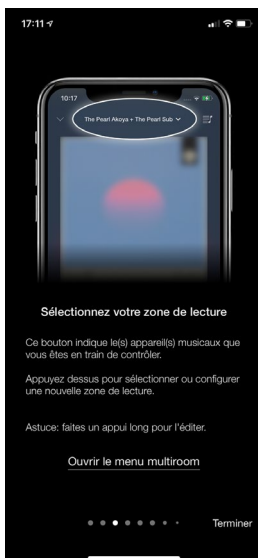 17:11
10:17
The Pearl Akoya + The Pearl Sub
Sélectionnez votre zone de lecture
Ce bouton indique le(s) appareil(s) musicaux que
vous êtes en train de contrôler.
Appuyez dessus pour sélectionner ou configurer
une nouvelle zone de lecture.
Astuce: faites un appui long pour l'éditer.
Ouvrir le menu multiroom
Terminer